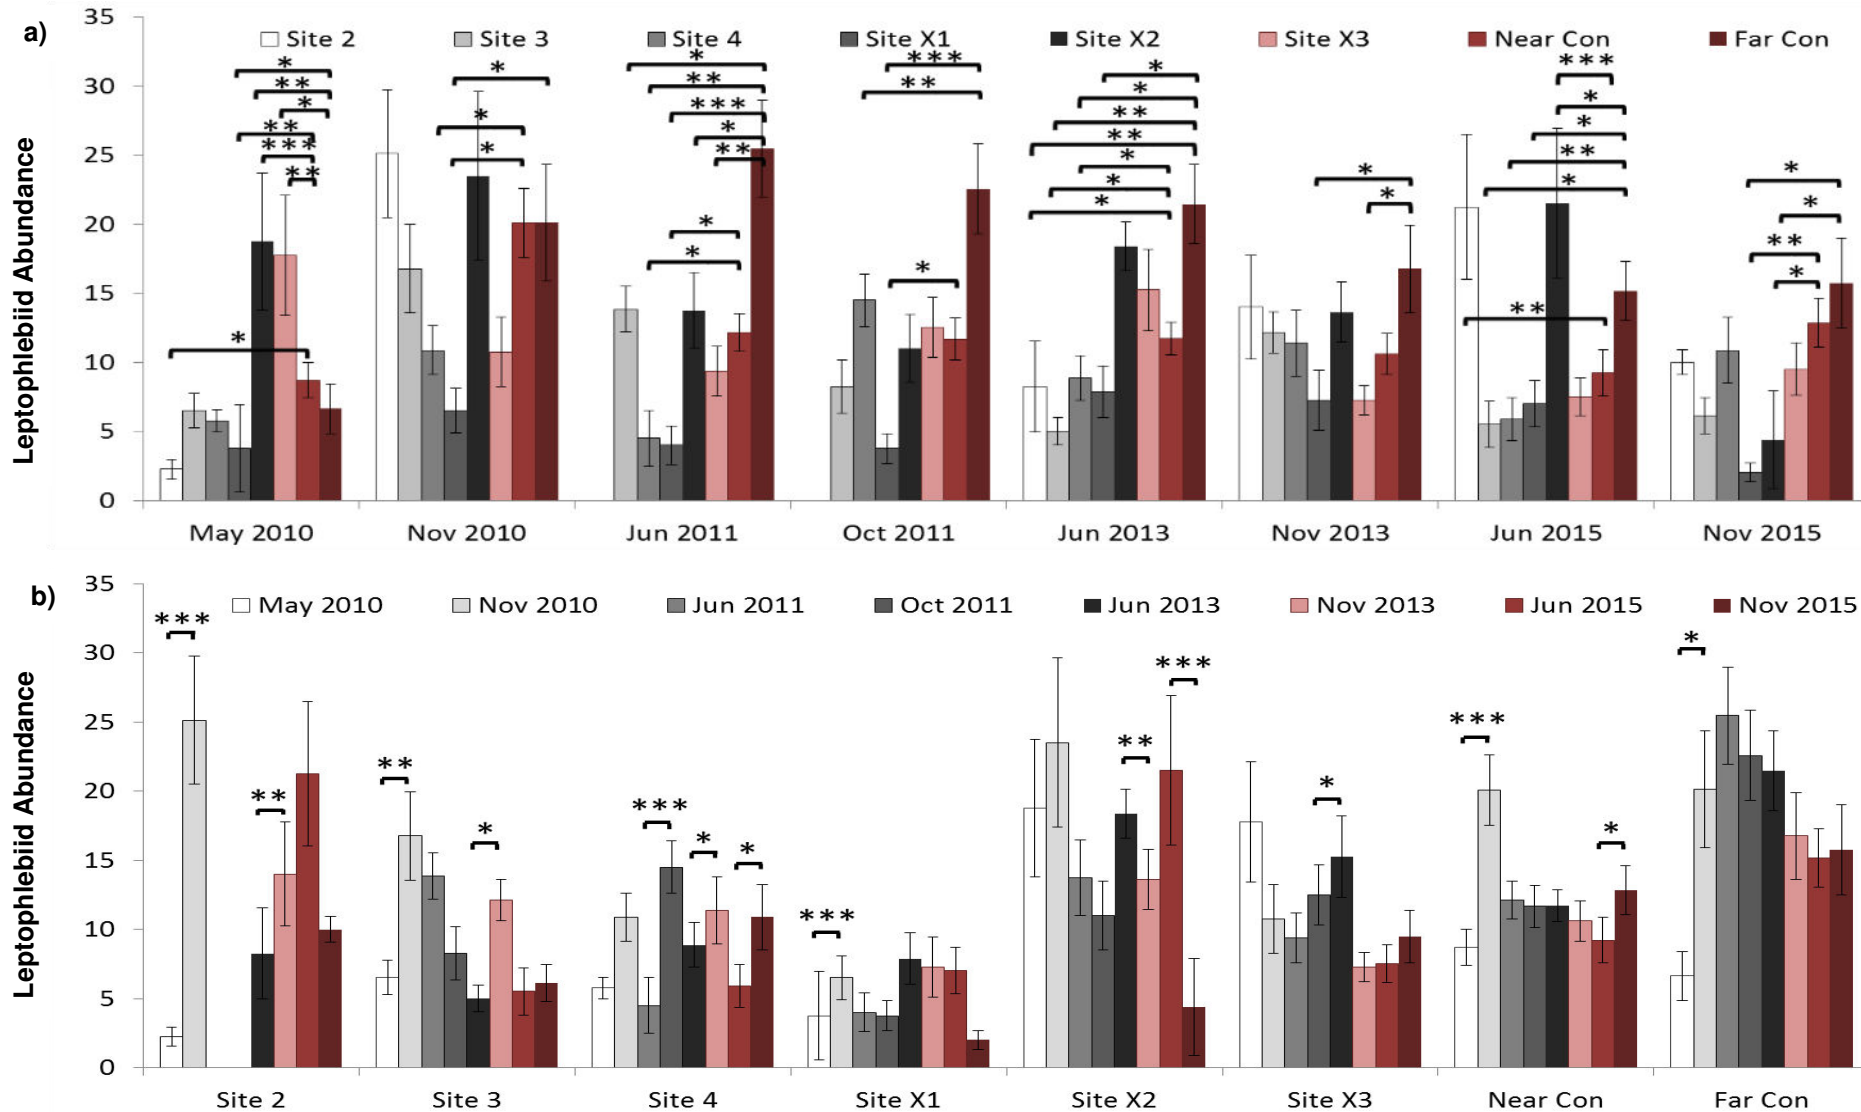 a)
35
Site 2 Site 3 Site 4 Site X1 Site X2 Site X3 Near Con Far Con
30
25
20
15
10
5
0
Leptophlebiid Abundance
* ** * ** *** ** *
* * *
* ** *** * ** * *
*** ** *
* * ** ** * * *
* *
*** * * ** * **
* * ** *
May 2010 Nov 2010 Jun 2011 Oct 2011 Jun 2013 Nov 2013 Jun 2015 Nov 2015
b)
35
May 2010 Nov 2010 Jun 2011 Oct 2011 Jun 2013 Nov 2013 Jun 2015 Nov 2015
30
25
20
15
10
5
0
Leptophlebiid Abundance
*** **
** *
*** * *
***
** ***
*
*** *
*
Site 2 Site 3 Site 4 Site X1 Site X2 Site X3 Near Con Far Con